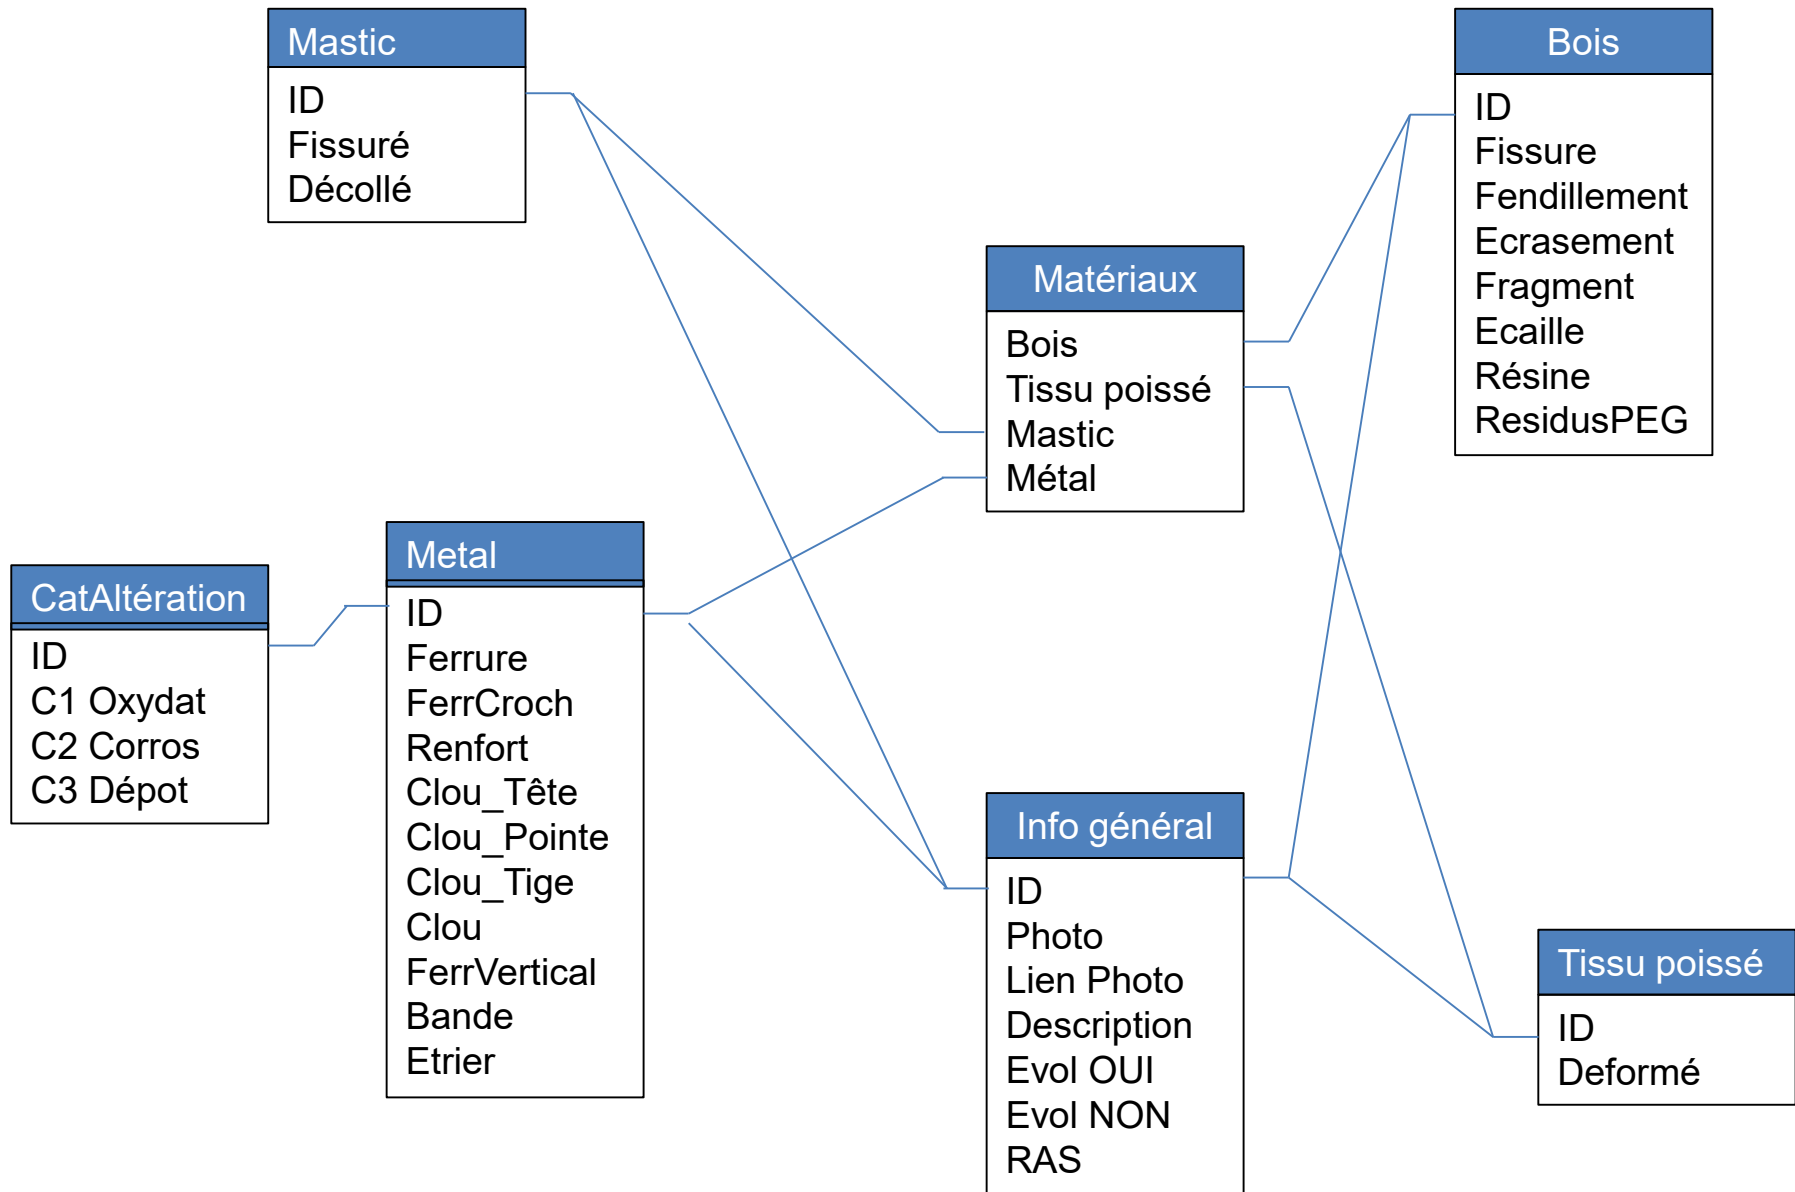 Mastic
ID
Fissuré
Décollé
Bois
ID
Fissure
Fendillement
Ecrasement
Fragment
Ecaille
Résine
ResidusPEG
Matériaux
Bois
Tissu poissé
Mastic
Métal
CatAltération
ID
C1 Oxydat
C2 Corros
C3 Dépot
Metal
ID
Ferrure
FerrCroch
Renfort
Clou_Tête
Clou_Pointe
Clou_Tige
Clou
FerrVertical
Bande
Etrier
Info général
ID
Photo
Lien Photo
Description
Evol OUI
Evol NON
RAS
Tissu poissé
ID
Deformé